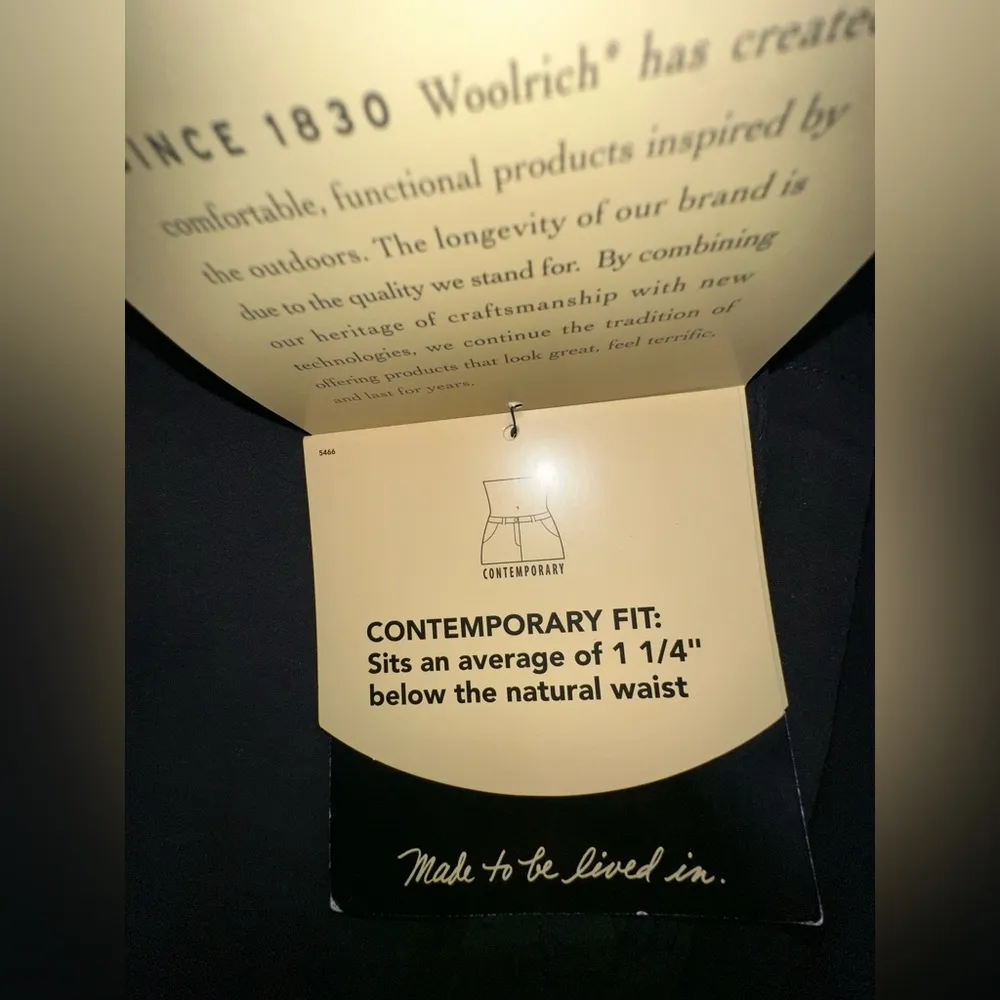 SINCE 1830 Woolrich® has created
comfortable, functional products inspired by
the outdoors. The longevity of our brand is
due to the quality we stand for. By combining
our heritage of craftsmanship with new
technologies, we continue the tradition of
offering products that look great, feel terrific,
and last for years.
5466
CONTEMPORARY
CONTEMPORARY FIT:
Sits an average of 1 1/4"
below the natural waist
Made to be lived in.